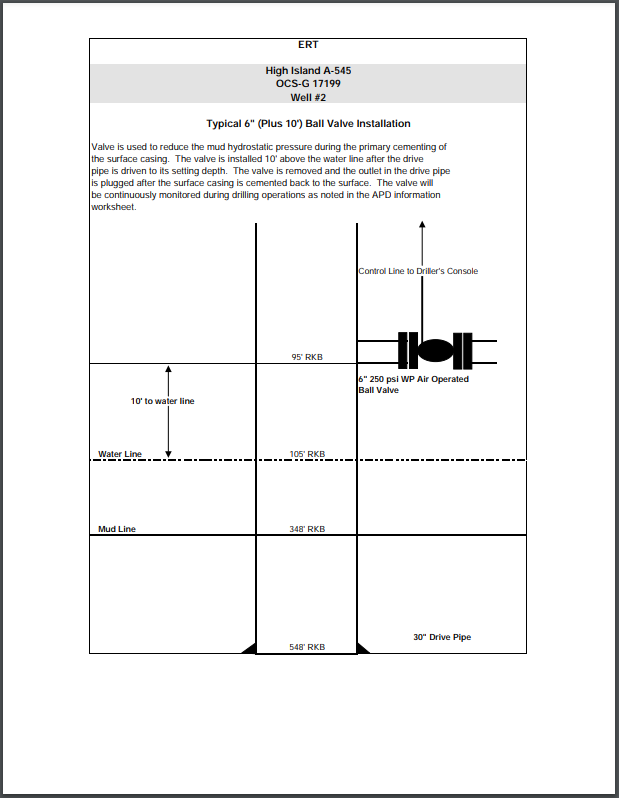 ERT
High Island A-545
OCS-G 17199
Well #2
Typical 6" (Plus 10') Ball Valve Installation
Valve is used to reduce the mud hydrostatic pressure during the primary cementing of
the surface casing. The valve is installed 10' above the water line after the drive
pipe is driven to its setting depth. The valve is removed and the outlet in the drive pipe
is plugged after the surface casing is cemented back to the surface. The valve will
be continuously monitored during drilling operations as noted in the APD information
worksheet.
Control Line to Driller's Console
95' RKB
6" 250 psi WP Air Operated
Ball Valve
10' to water line
Water Line
105' RKB
Mud Line
348' RKB
30" Drive Pipe
548' RKB